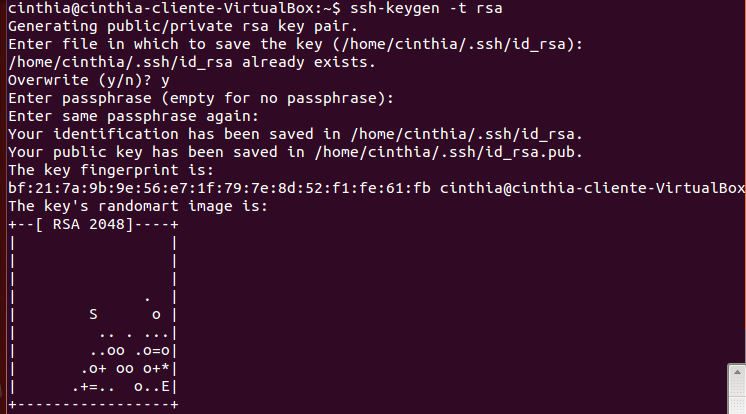 cinthia@cinthia-cliente-VirtualBox:~$ ssh-keygen -t rsa
Generating public/private rsa key pair.
Enter file in which to save the key (/home/cinthia/.ssh/id_rsa):
/home/cinthia/.ssh/id_rsa already exists.
Overwrite (y/n)? y
Enter passphrase (empty for no passphrase):
Enter same passphrase again:
Your identification has been saved in /home/cinthia/.ssh/id_rsa.
Your public key has been saved in /home/cinthia/.ssh/id_rsa.pub.
The key fingerprint is:
bf:21:7a:9b:9e:56:e7:1f:79:7e:8d:52:f1:fe:61:fb cinthia@cinthia-cliente-VirtualBox
The key's randomart image is:
+--[ RSA 2048]----+
|                 |
|                 |
|                 |
|              .  |
|        S      o |
|         .. . ...|
|        ..oo .o=o|
|       .o+ oo o+*|
|      .+=..  o..E|
+-----------------+